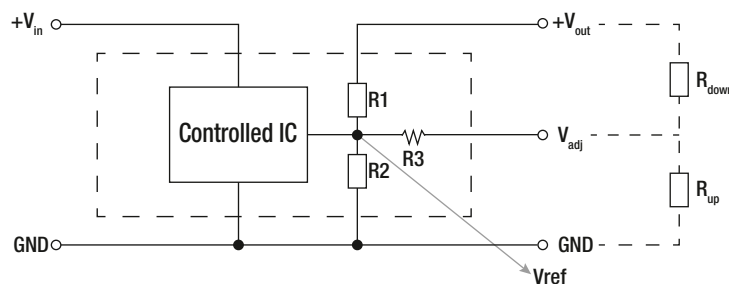 +Vin
+Vout
R1
Rdown
Controlled IC
Vadj
R3
R2
Rup
GND
GND
Vref